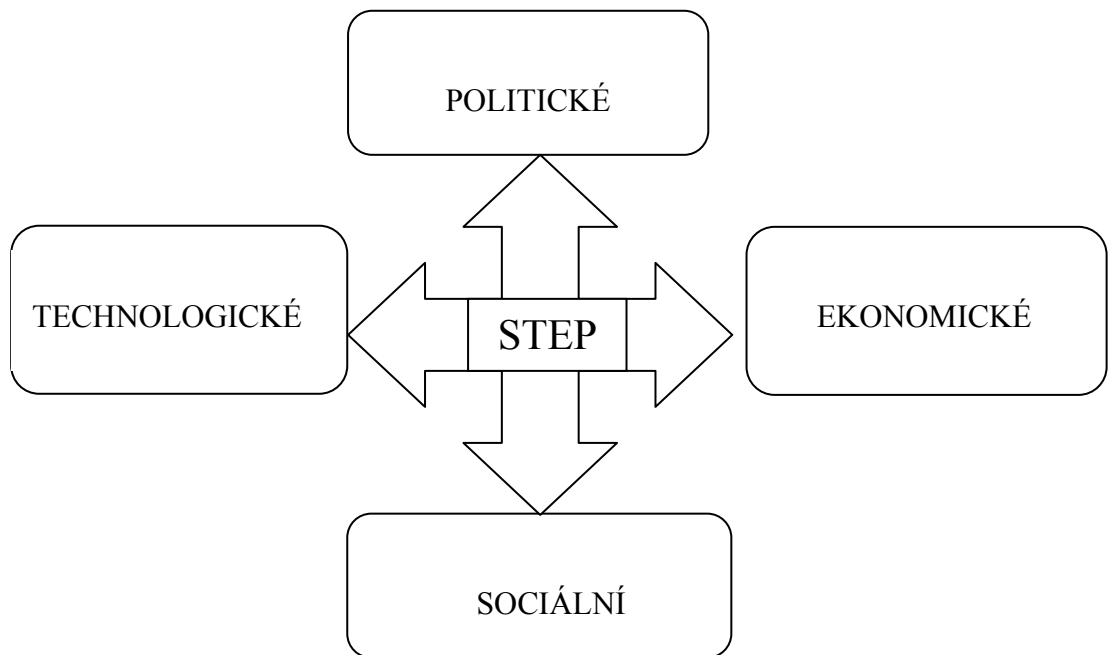 POLITICKÉ
TECHNOLOGICKÉ
STEP
EKONOMICKÉ
SOCIÁLNÍ